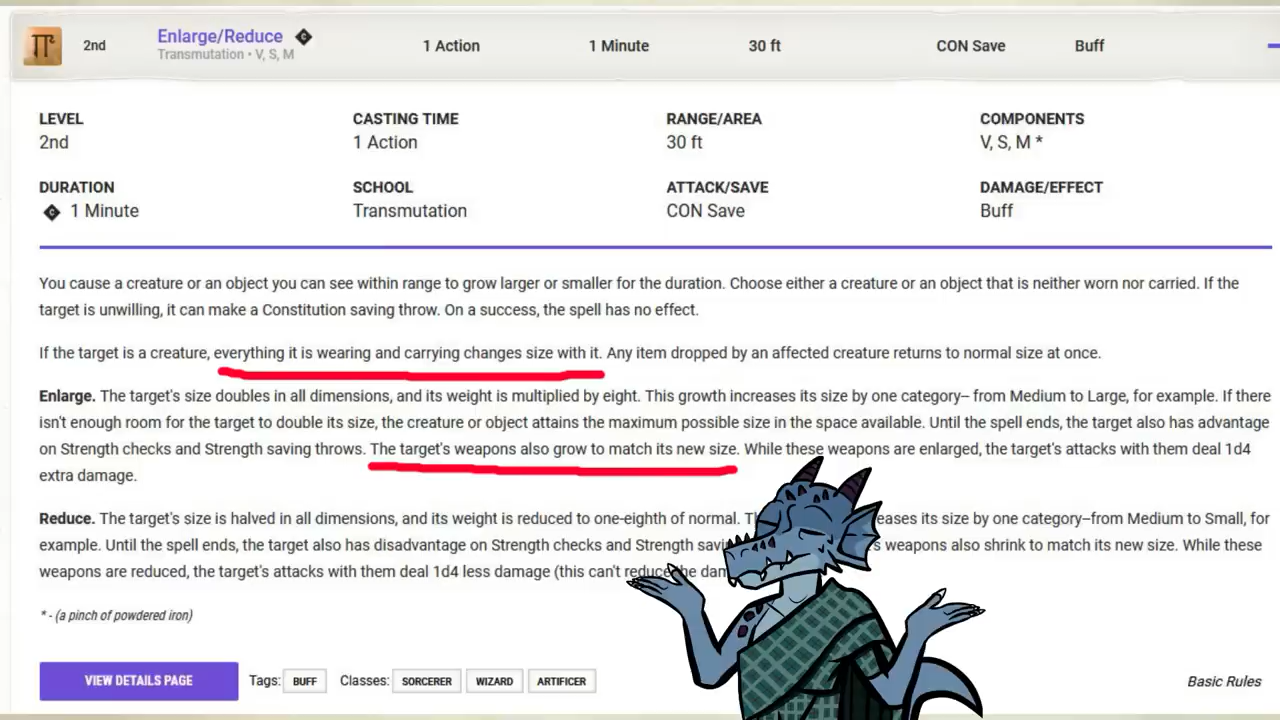 2nd Enlarge/Reduce C 1 Action 1 Minute 30 ft CON Save Buff
Transmutation • V, S, M
LEVEL CASTING TIME RANGE/AREA COMPONENTS
2nd 1 Action 30 ft V, S, M *
DURATION SCHOOL ATTACK/SAVE DAMAGE/EFFECT
C 1 Minute Transmutation CON Save Buff
You cause a creature or an object you can see within range to grow larger or smaller for the duration. Choose either a creature or an object that is neither worn nor carried. If the
target is unwilling, it can make a Constitution saving throw. On a success, the spell has no effect.
If the target is a creature, everything it is wearing and carrying changes size with it. Any item dropped by an affected creature returns to normal size at once.
Enlarge. The target's size doubles in all dimensions, and its weight is multiplied by eight. This growth increases its size by one category– from Medium to Large, for example. If there
isn't enough room for the target to double its size, the creature or object attains the maximum possible size in the space available. Until the spell ends, the target also has advantage
on Strength checks and Strength saving throws. The target's weapons also grow to match its new size. While these weapons are enlarged, the target's attacks with them deal 1d4
extra damage.
Reduce. The target's size is halved in all dimensions, and its weight is reduced to one-eighth of normal. its size by one category–from Medium to Small, for
example. Until the spell ends, the target also has disadvantage on Strength checks and Strength weapons also shrink to match its new size. While these
weapons are reduced, the target's attacks with them deal 1d4 less damage (this can't reduce the
* - (a pinch of powdered iron)
VIEW DETAILS PAGE Tags: BUFF Classes: SORCERER WIZARD ARTIFICER Basic Rules